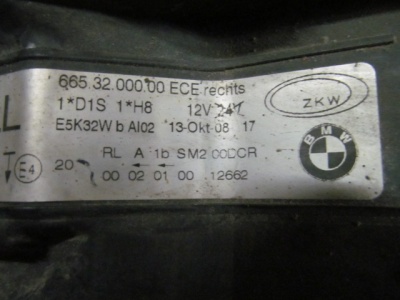 665.32.000.00 ECE rechts
1*D1S 1*H8 12V 24V
ZKW
E5K32W b AI02 13-Okt-08 17
BMW
E4 20 RL A 1b SM2 00DCR
00 02 01 00 12662